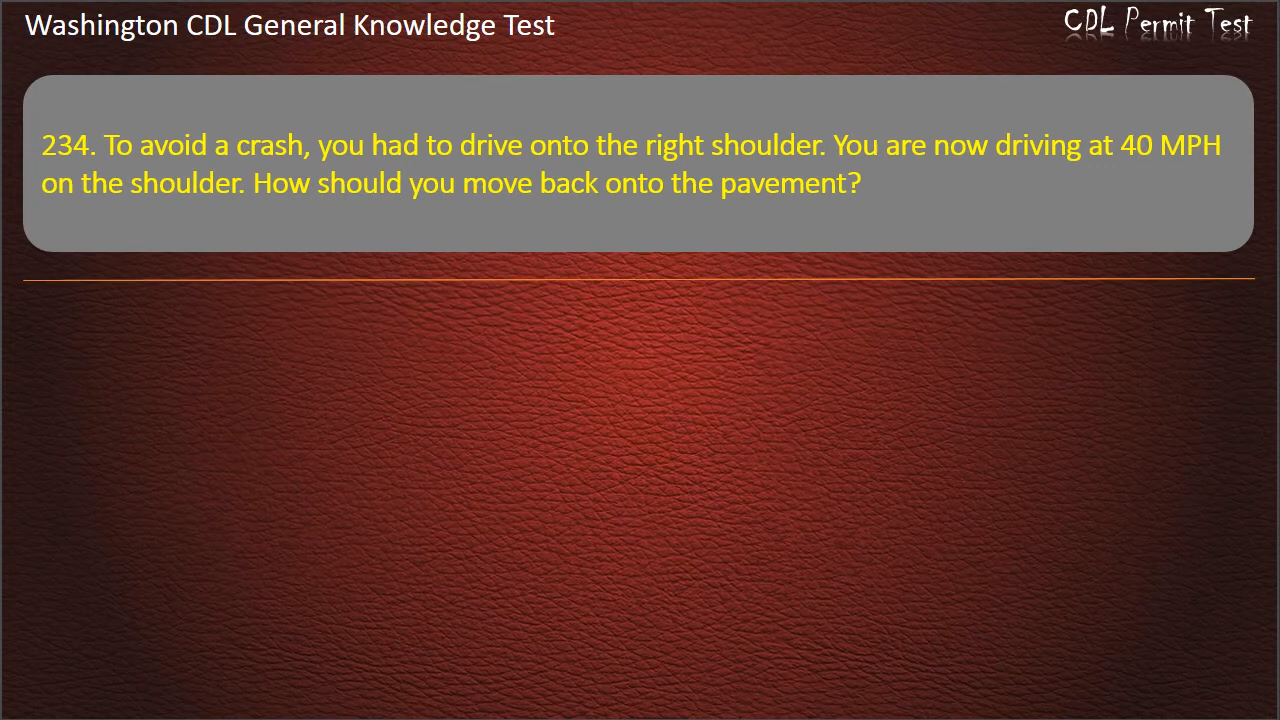 Washington CDL General Knowledge Test
CDL Permit Test
234. To avoid a crash, you had to drive onto the right shoulder. You are now driving at 40 MPH
on the shoulder. How should you move back onto the pavement?